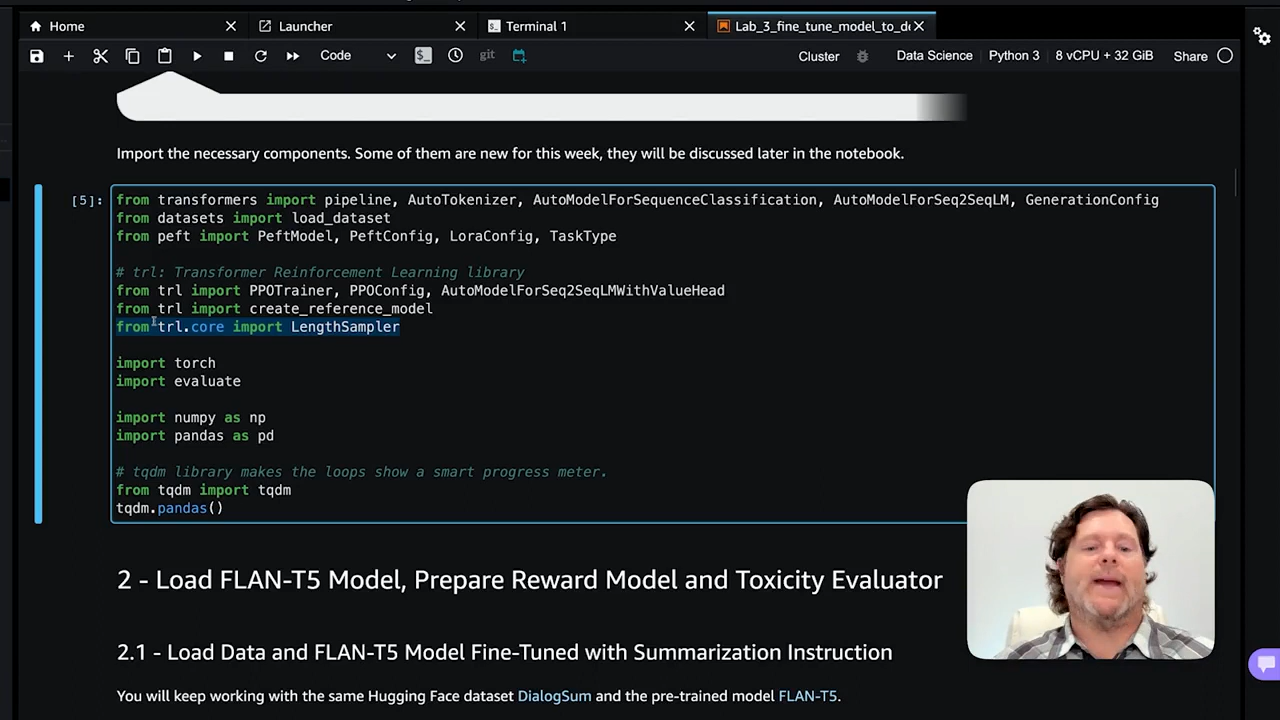 Home
Launcher
Terminal 1
Lab_3_fine_tune_model_to_de
Code
git
Cluster
Data Science
Python 3
8 vCPU + 32 GiB
Share
Import the necessary components. Some of them are new for this week, they will be discussed later in the notebook.
[5]:
from transformers import pipeline, AutoTokenizer, AutoModelForSequenceClassification, AutoModelForSeq2SeqLM, GenerationConfig
from datasets import load_dataset
from peft import PeftModel, PeftConfig, LoraConfig, TaskType
# trl: Transformer Reinforcement Learning library
from trl import PPOTrainer, PPOConfig, AutoModelForSeq2SeqLMWithValueHead
from trl import create_reference_model
from trl.core import LengthSampler
import torch
import evaluate
import numpy as np
import pandas as pd
# tqdm library makes the loops show a smart progress meter.
from tqdm import tqdm
tqdm.pandas()
2 - Load FLAN-T5 Model, Prepare Reward Model and Toxicity Evaluator
2.1 - Load Data and FLAN-T5 Model Fine-Tuned with Summarization Instruction
You will keep working with the same Hugging Face dataset DialogSum and the pre-trained model FLAN-T5.